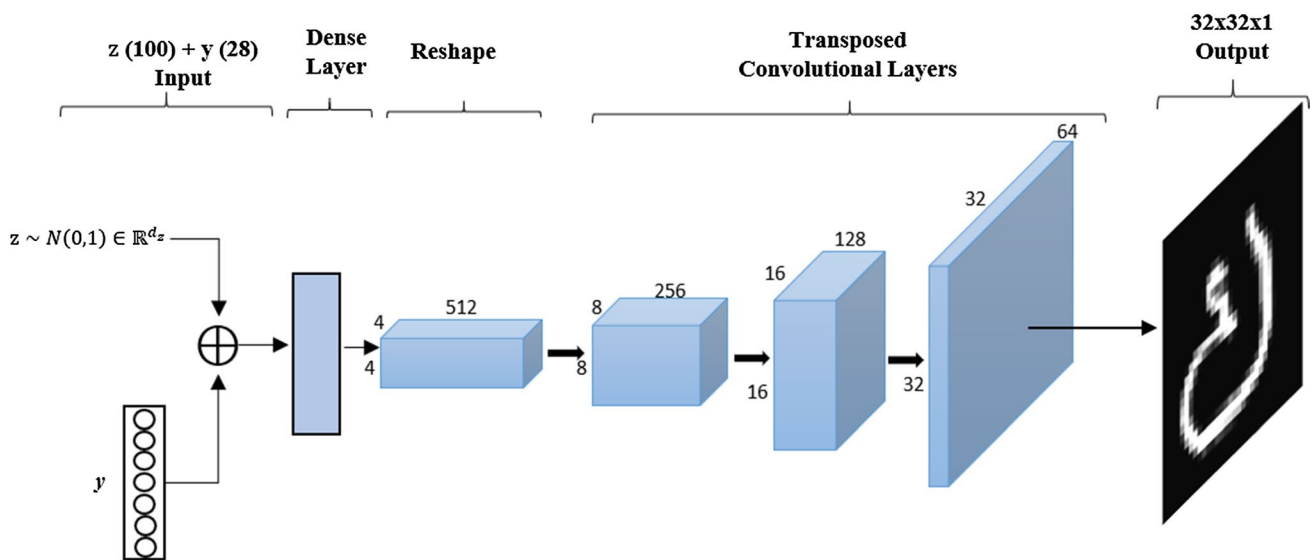 z (100) + y (28)
Input
Dense
Layer
Reshape
Transposed
Convolutional Layers
32x32x1
Output
z ~ N(0,1) ∈ ℝ^{d_z}
y
4
512
4
8
256
8
16
128
16
32
64
32
ك